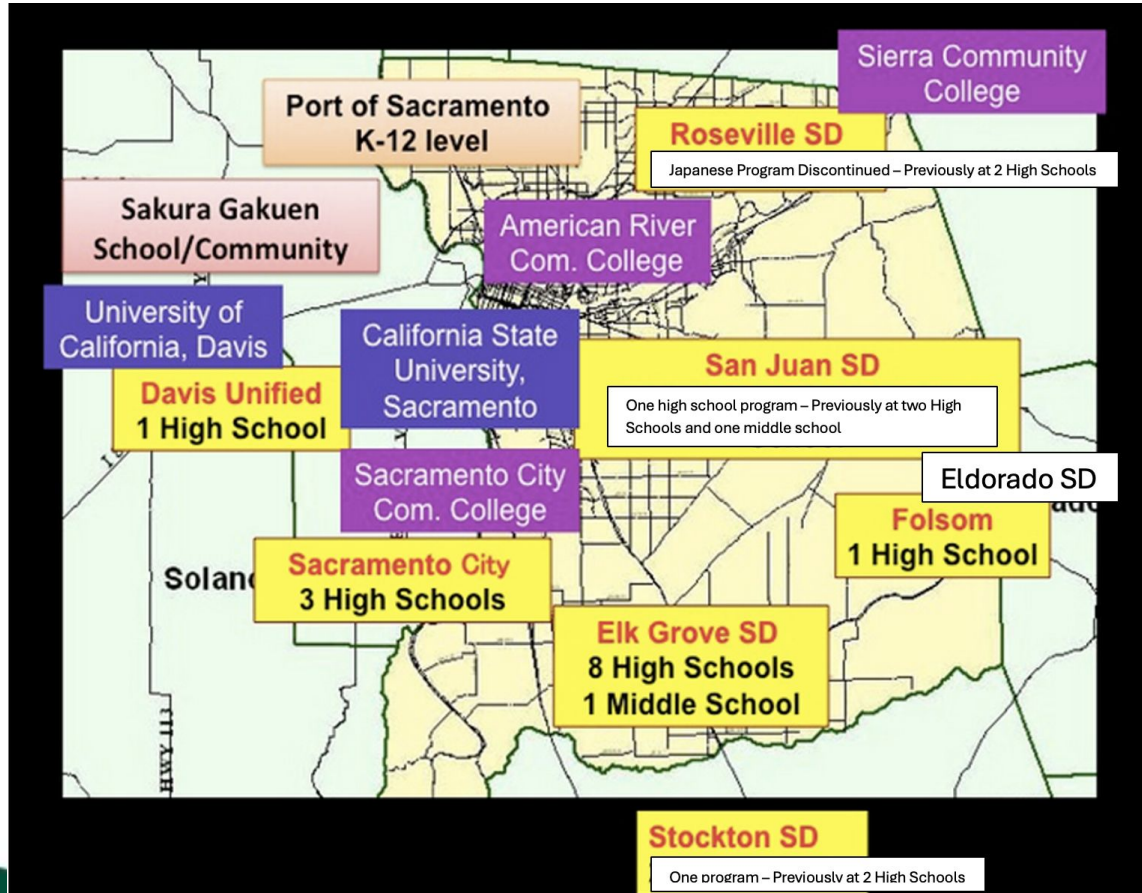 Sierra Community
College
Port of Sacramento
K-12 level
Roseville SD
Japanese Program Discontinued – Previously at 2 High Schools
Sakura Gakuen
School/Community
American River
Com. College
University of
California, Davis
California State
University,
Sacramento
San Juan SD
One high school program – Previously at two High
Schools and one middle school
Davis Unified
1 High School
Sacramento City
Com. College
Eldorado SD
Folsom
1 High School
Sacramento City
3 High Schools
Solano
Elk Grove SD
8 High Schools
1 Middle School
HWY 113
Stockton SD
One program – Previously at 2 High Schools